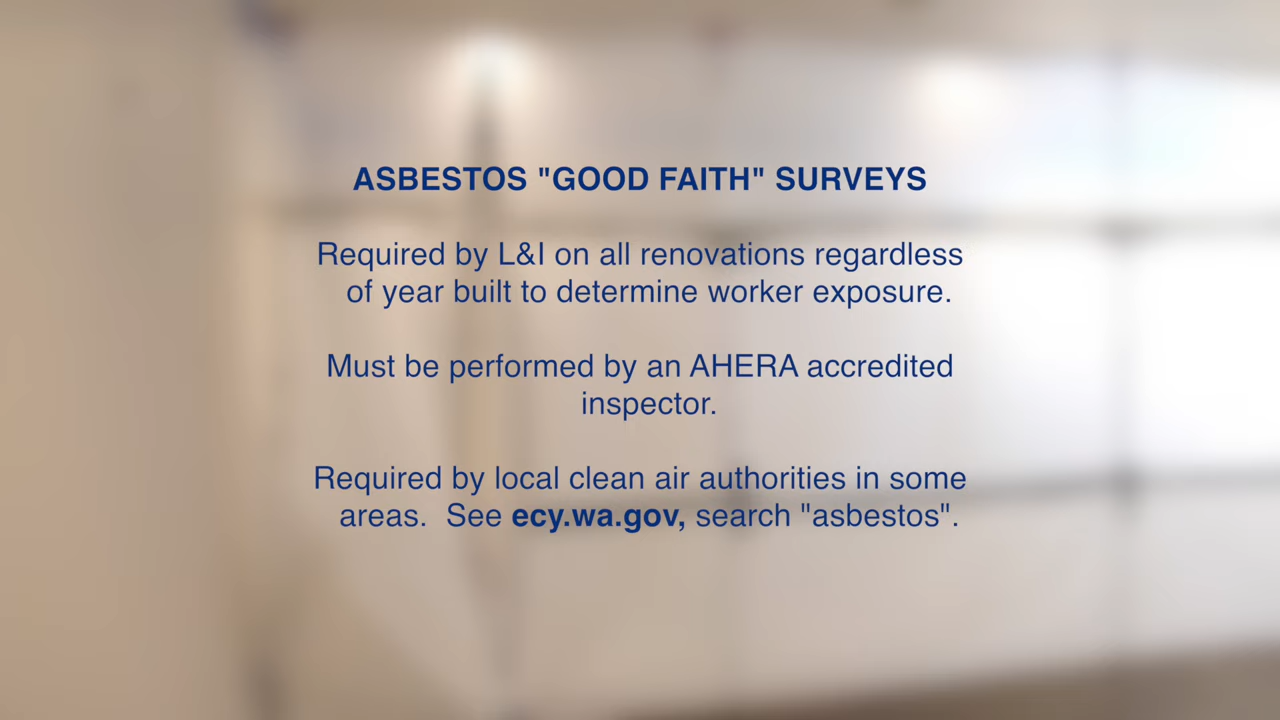 ASBESTOS "GOOD FAITH" SURVEYS
Required by L&I on all renovations regardless
of year built to determine worker exposure.
Must be performed by an AHERA accredited
inspector.
Required by local clean air authorities in some
areas.  See ecy.wa.gov, search "asbestos".